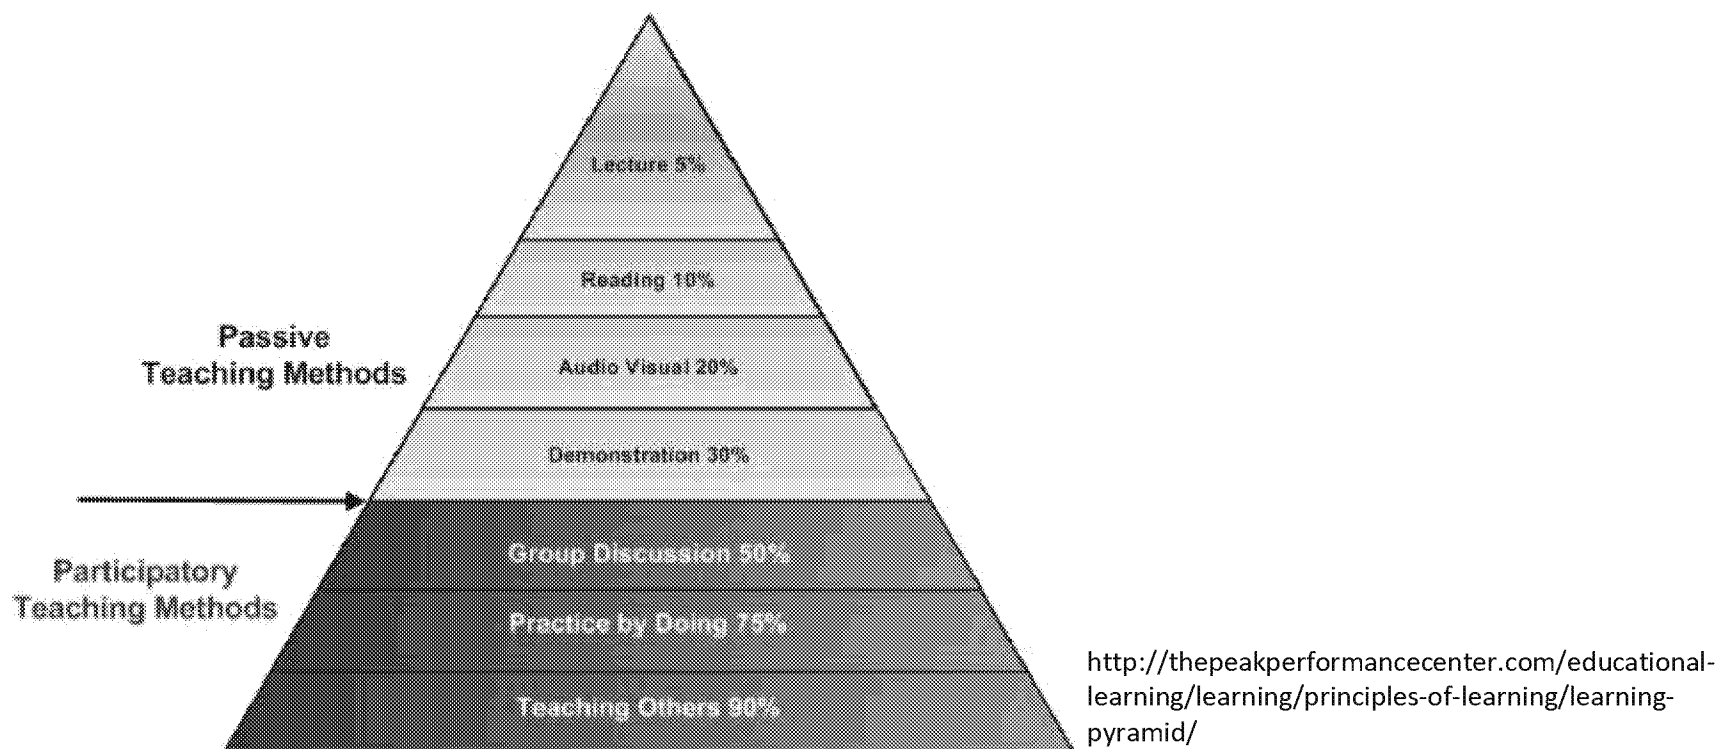 Lecture 5%
Reading 10%
Passive
Teaching Methods
Audio Visual 20%
Demonstration 30%
Group Discussion 50%
Participatory
Teaching Methods
Practice by Doing 75%
Teaching Others 90%
http://thepeakperformancecenter.com/educational-
learning/learning/principles-of-learning/learning-
pyramid/